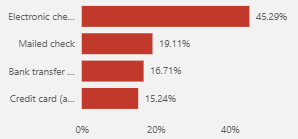 Electronic che... 45.29%
Mailed check 19.11%
Bank transfer ... 16.71%
Credit card (a... 15.24%
0% 20% 40%